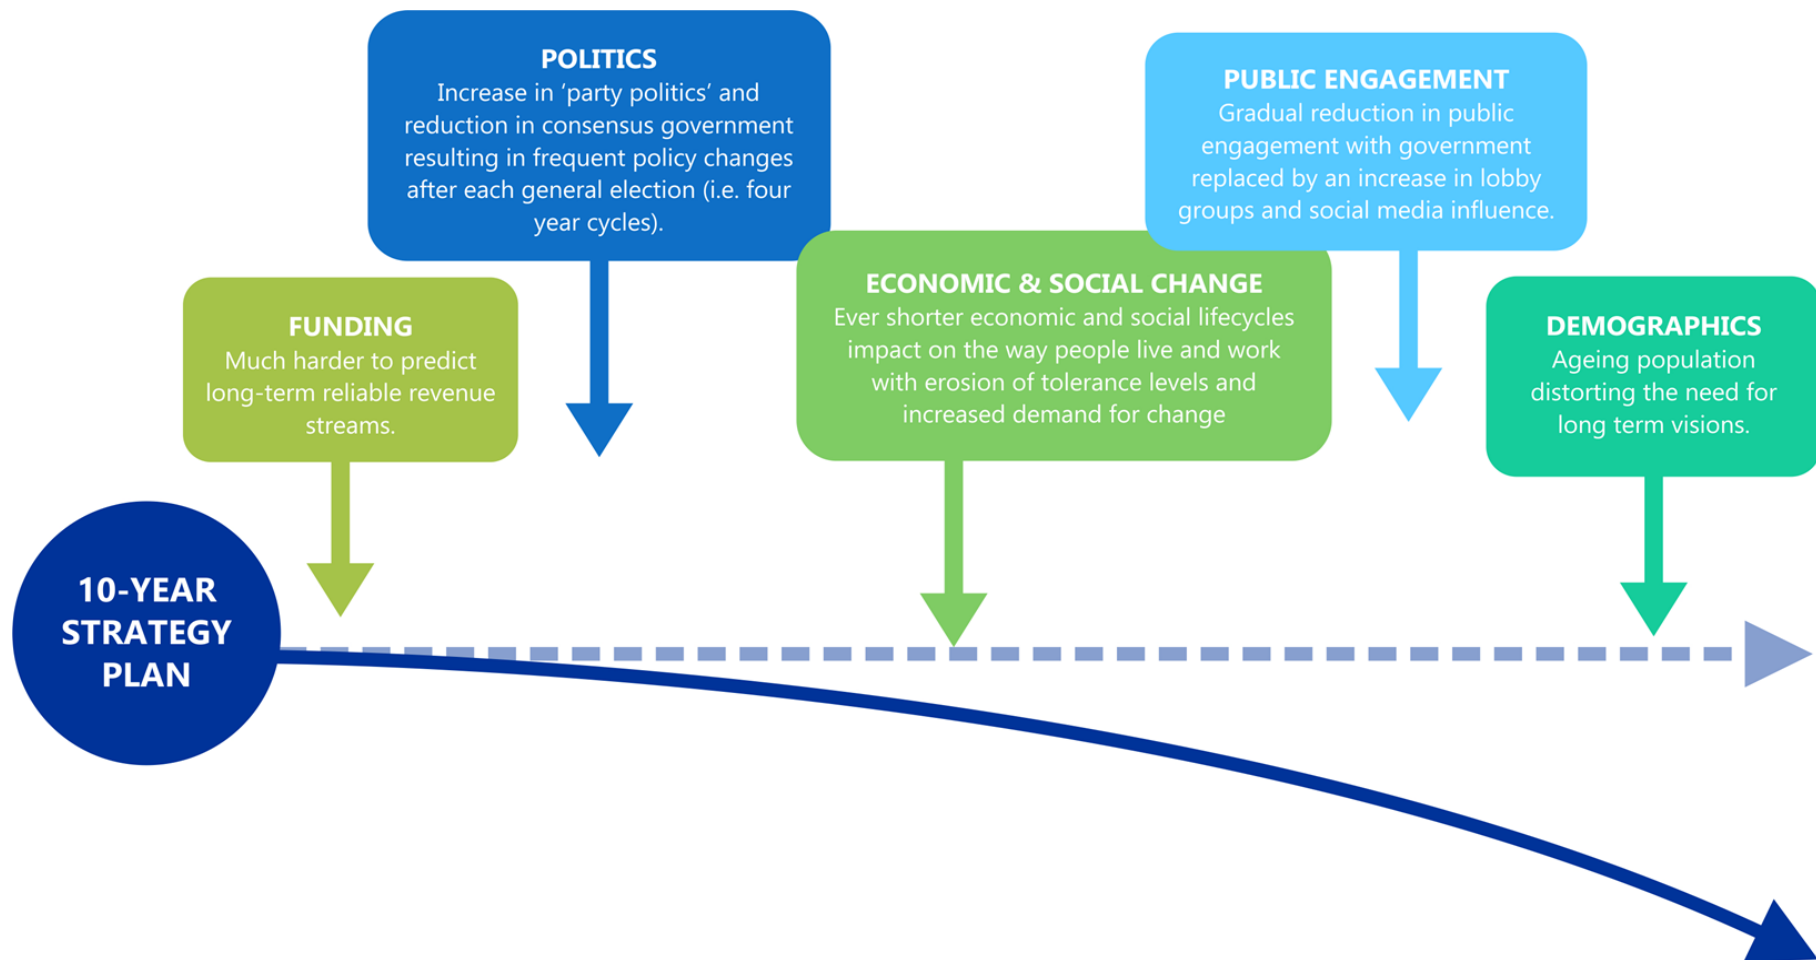 POLITICS
Increase in ‘party politics’ and
reduction in consensus government
resulting in frequent policy changes
after each general election (i.e. four
year cycles).
PUBLIC ENGAGEMENT
Gradual reduction in public
engagement with government
replaced by an increase in lobby
groups and social media influence.
FUNDING
Much harder to predict
long-term reliable revenue
streams.
ECONOMIC & SOCIAL CHANGE
Ever shorter economic and social lifecycles
impact on the way people live and work
with erosion of tolerance levels and
increased demand for change
DEMOGRAPHICS
Ageing population
distorting the need for
long term visions.
10-YEAR
STRATEGY
PLAN